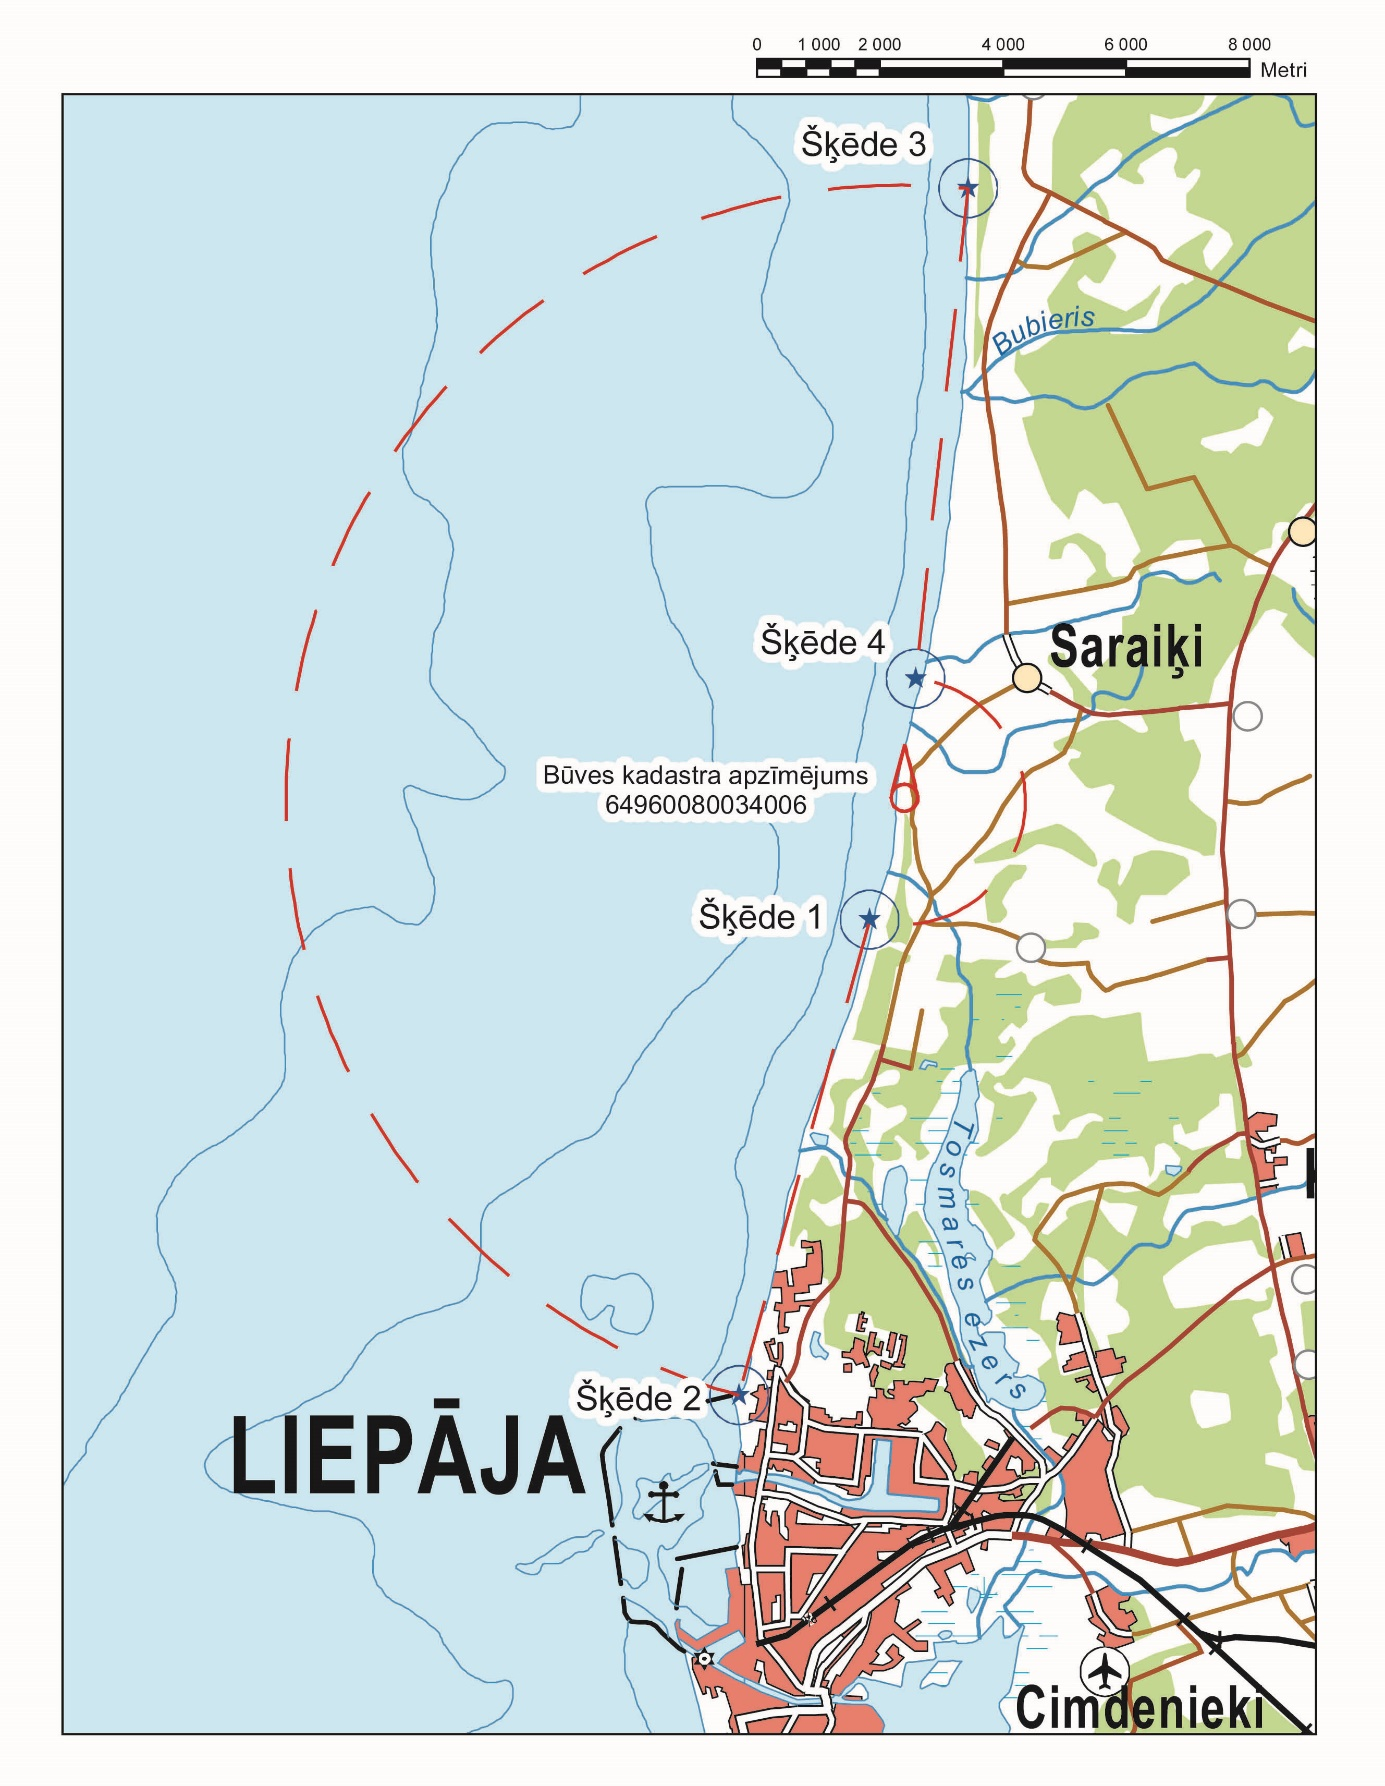 0 1 000 2 000 4 000 6 000 8 000
Metri
Šķēde 3
Bubieris
Šķēde 4
Saraiķi
Būves kadastra apzīmējums
64960080034006
Šķēde 1
Tosmares ezers
Šķēde 2
LIEPĀJA
Cimdenieki